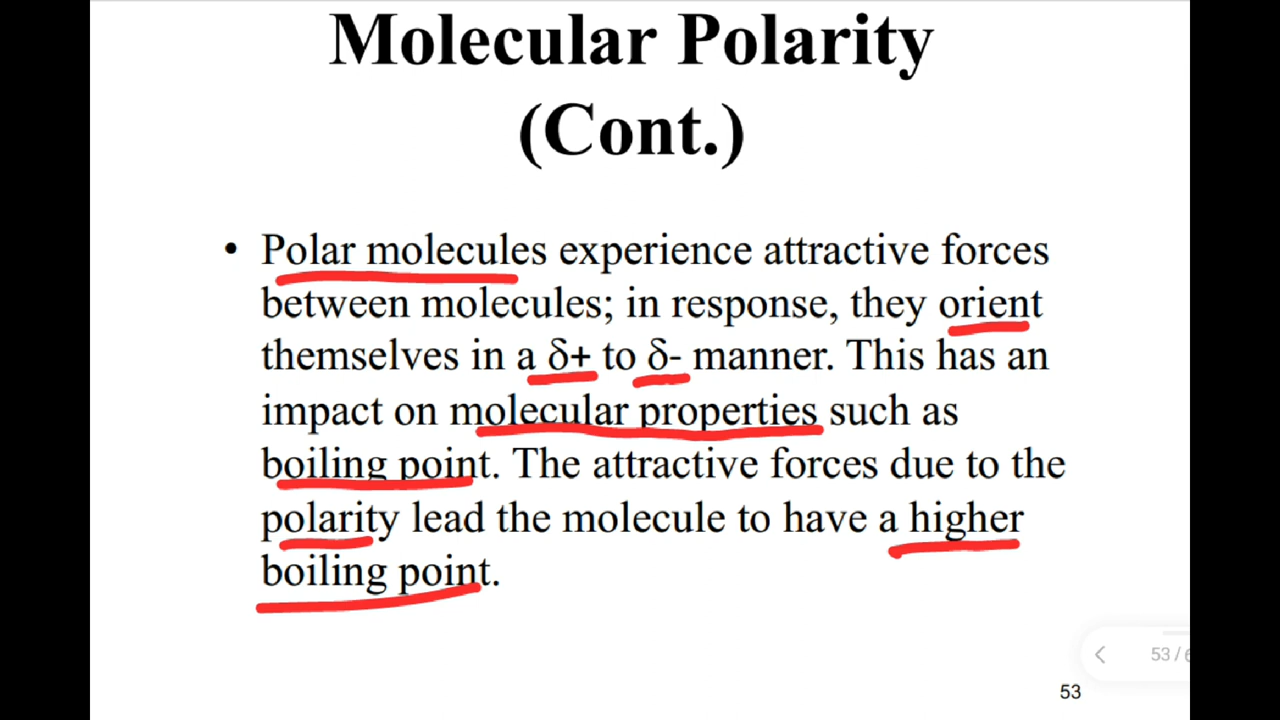 Molecular Polarity
(Cont.)
• Polar molecules experience attractive forces
between molecules; in response, they orient
themselves in a δ+ to δ- manner. This has an
impact on molecular properties such as
boiling point. The attractive forces due to the
polarity lead the molecule to have a higher
boiling point.
53 / 6
53